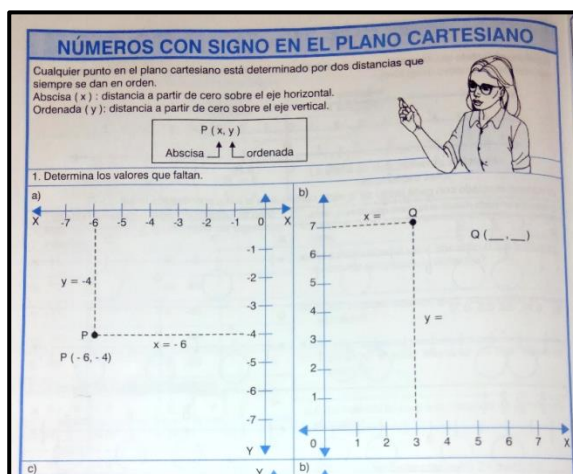 NÚMEROS CON SIGNO EN EL PLANO CARTESIANO
Cualquier punto en el plano cartesiano está determinado por dos distancias que
siempre se dan en orden.
Abscisa ( x ) : distancia a partir de cero sobre el eje horizontal.
Ordenada ( y ): distancia a partir de cero sobre el eje vertical.
P ( x, y )
Abscisa ordenada
1. Determina los valores que faltan.
a)
X -7 -6 -5 -4 -3 -2 -1 0 X
-1
-2
y = -4
-3
P -4
x = - 6
P ( - 6, - 4)
-5
-6
-7
Y
b)
x = Q
7
Q (__,__)
6
5
4
y =
3
2
1
0 1 2 3 4 5 6 7 X
c)
Y
b)